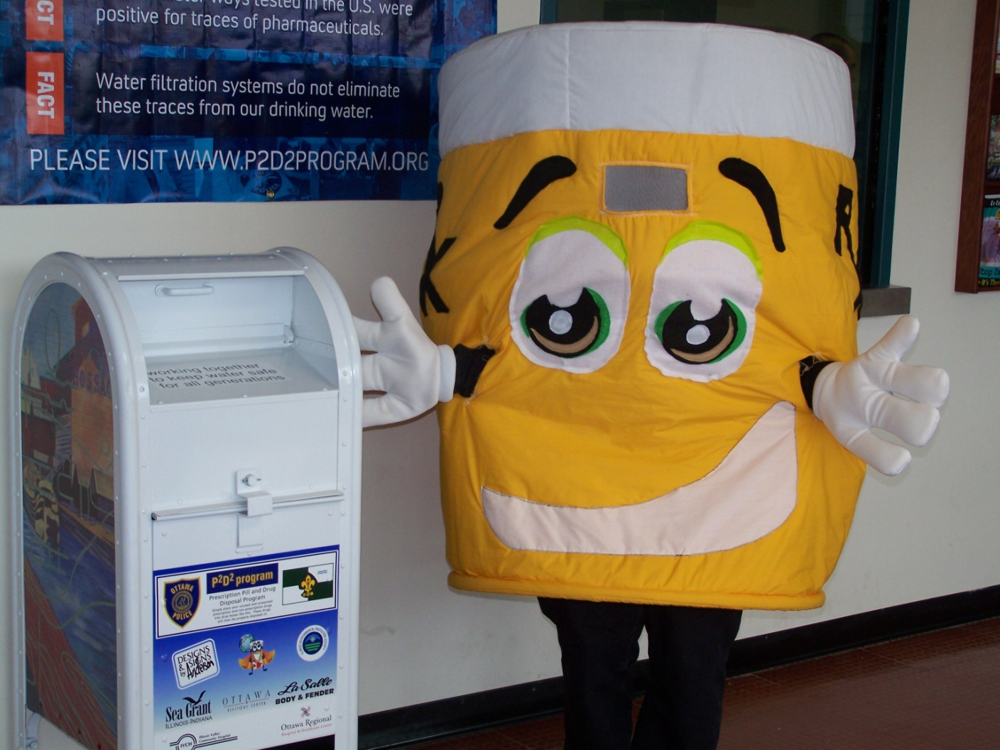 ways tested in the U.S. were
positive for traces of pharmaceuticals.
FACT
Water filtration systems do not eliminate
these traces from our drinking water.
PLEASE VISIT WWW.P2D2PROGRAM.ORG
K
R
working together
to keep water safe
for all generations
OTTAWA
POLICE
P²D² program
Prescription Pill and Drug
Disposal Program
DESIGNS
& SIGNS
by Anderson
Sea Grant
ILLINOIS-INDIANA
OTTAWA
VISITORS CENTER
La Salle
BODY & FENDER
Ottawa Regional
Hospital & Healthcare Center
IVCH
Illinois Valley
Community Hospital